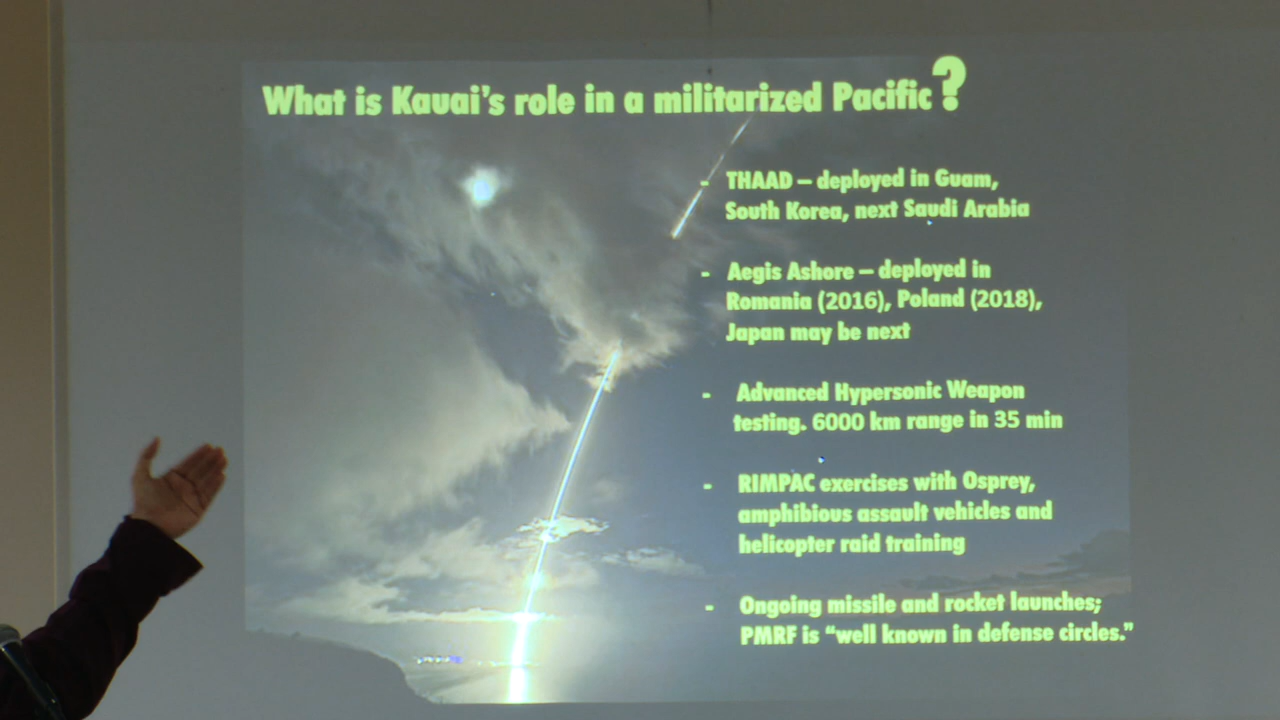 What is Kauai's role in a militarized Pacific?
- THAAD – deployed in Guam,
South Korea, next Saudi Arabia
- Aegis Ashore – deployed in
Romania (2016), Poland (2018),
Japan may be next
- Advanced Hypersonic Weapon
testing. 6000 km range in 35 min
- RIMPAC exercises with Osprey,
amphibious assault vehicles and
helicopter raid training
- Ongoing missile and rocket launches;
PMRF is “well known in defense circles.”